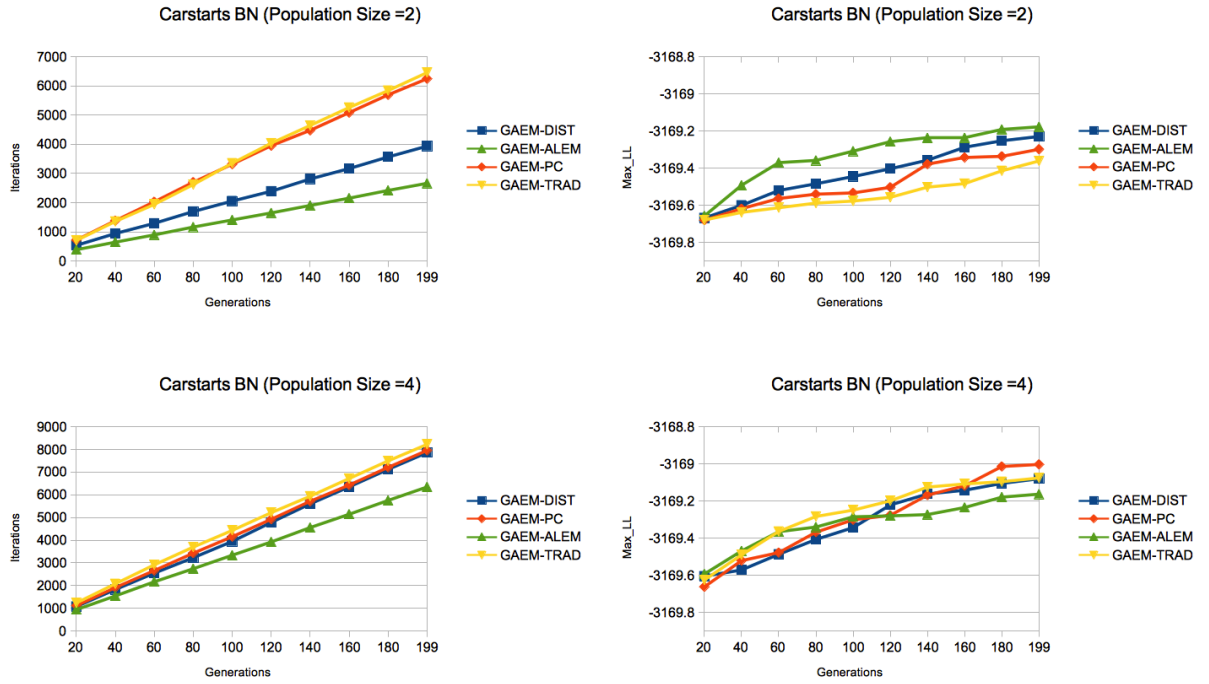 Carstarts BN (Population Size =2)
7000
6000
5000
4000
3000
2000
1000
0
Iterations
20 40 60 80 100 120 140 160 180 199
Generations
GAEM-DIST
GAEM-ALEM
GAEM-PC
GAEM-TRAD
Carstarts BN (Population Size =2)
-3168.8
-3169
-3169.2
-3169.4
-3169.6
-3169.8
Max_LL
20 40 60 80 100 120 140 160 180 199
Generations
GAEM-DIST
GAEM-ALEM
GAEM-PC
GAEM-TRAD
Carstarts BN (Population Size =4)
9000
8000
7000
6000
5000
4000
3000
2000
1000
0
Iterations
20 40 60 80 100 120 140 160 180 199
Generations
GAEM-DIST
GAEM-PC
GAEM-ALEM
GAEM-TRAD
Carstarts BN (Population Size =4)
-3168.8
-3169
-3169.2
-3169.4
-3169.6
-3169.8
Max_LL
20 40 60 80 100 120 140 160 180 199
Generations
GAEM-DIST
GAEM-PC
GAEM-ALEM
GAEM-TRAD